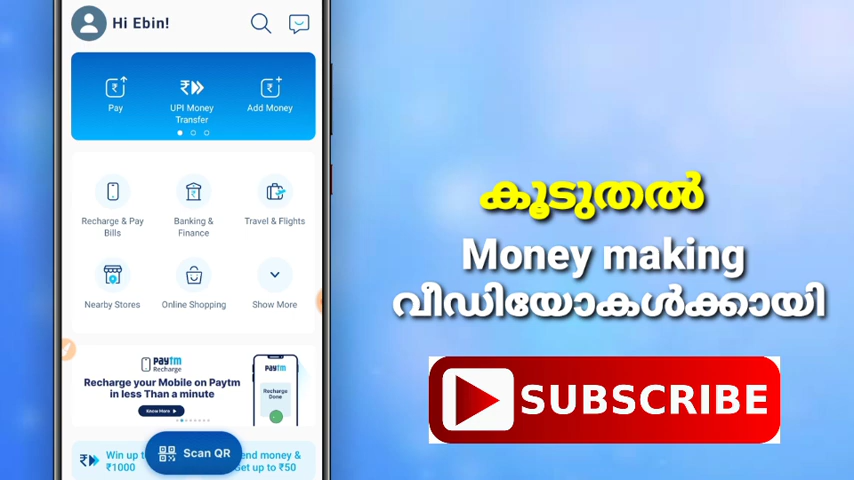 Hi Ebin!
Pay
UPI Money
Transfer
Add Money
Recharge & Pay
Bills
Banking &
Finance
Travel & Flights
Nearby Stores
Online Shopping
Show More
paytm
Recharge
Recharge your Mobile on Paytm
in less Than a minute
Know More
paytm
Recharge
Done
Win up
₹1000
Scan QR
end money &
Get up to ₹50
കൂടുതൽ
Money making
വീഡിയോകൾക്കായി
SUBSCRIBE